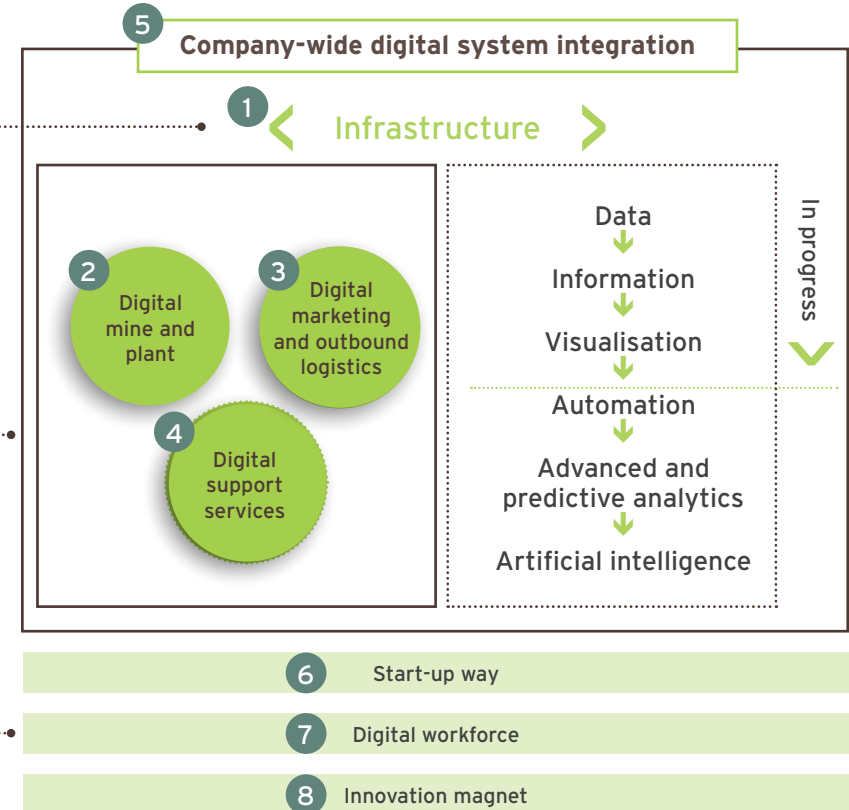 5
Company-wide digital system integration
1
Infrastructure
2
Digital
mine and
plant
3
Digital
marketing
and outbound
logistics
4
Digital
support
services
Data
Information
Visualisation
Automation
Advanced and
predictive analytics
Artificial intelligence
In progress
6 Start-up way
7 Digital workforce
8 Innovation magnet